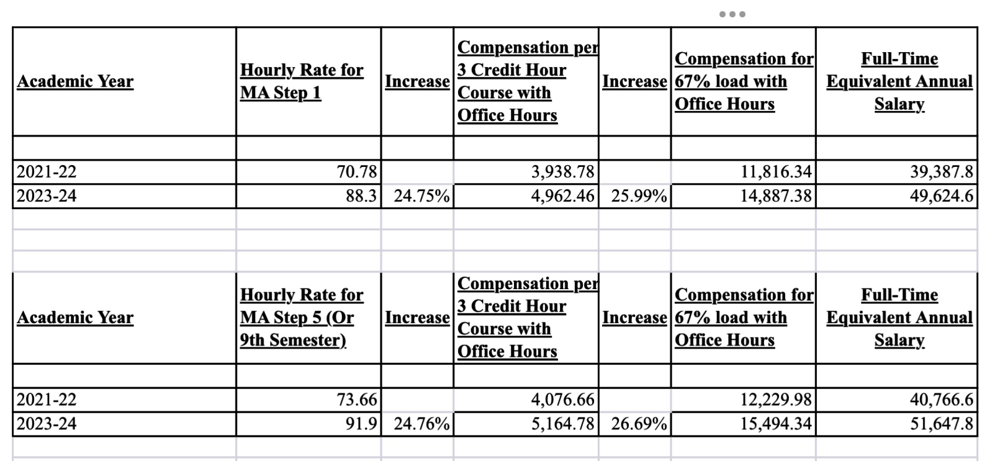 Academic Year
Hourly Rate for
MA Step 1
Increase
Compensation per
3 Credit Hour
Course with
Office Hours
Increase
Compensation for
67% load with
Office Hours
Full-Time
Equivalent Annual
Salary
2021-22 70.78 3,938.78 11,816.34 39,387.8
2023-24 88.3 24.75% 4,962.46 25.99% 14,887.38 49,624.6
Academic Year
Hourly Rate for
MA Step 5 (Or
9th Semester)
Increase
Compensation per
3 Credit Hour
Course with
Office Hours
Increase
Compensation for
67% load with
Office Hours
Full-Time
Equivalent Annual
Salary
2021-22 73.66 4,076.66 12,229.98 40,766.6
2023-24 91.9 24.76% 5,164.78 26.69% 15,494.34 51,647.8